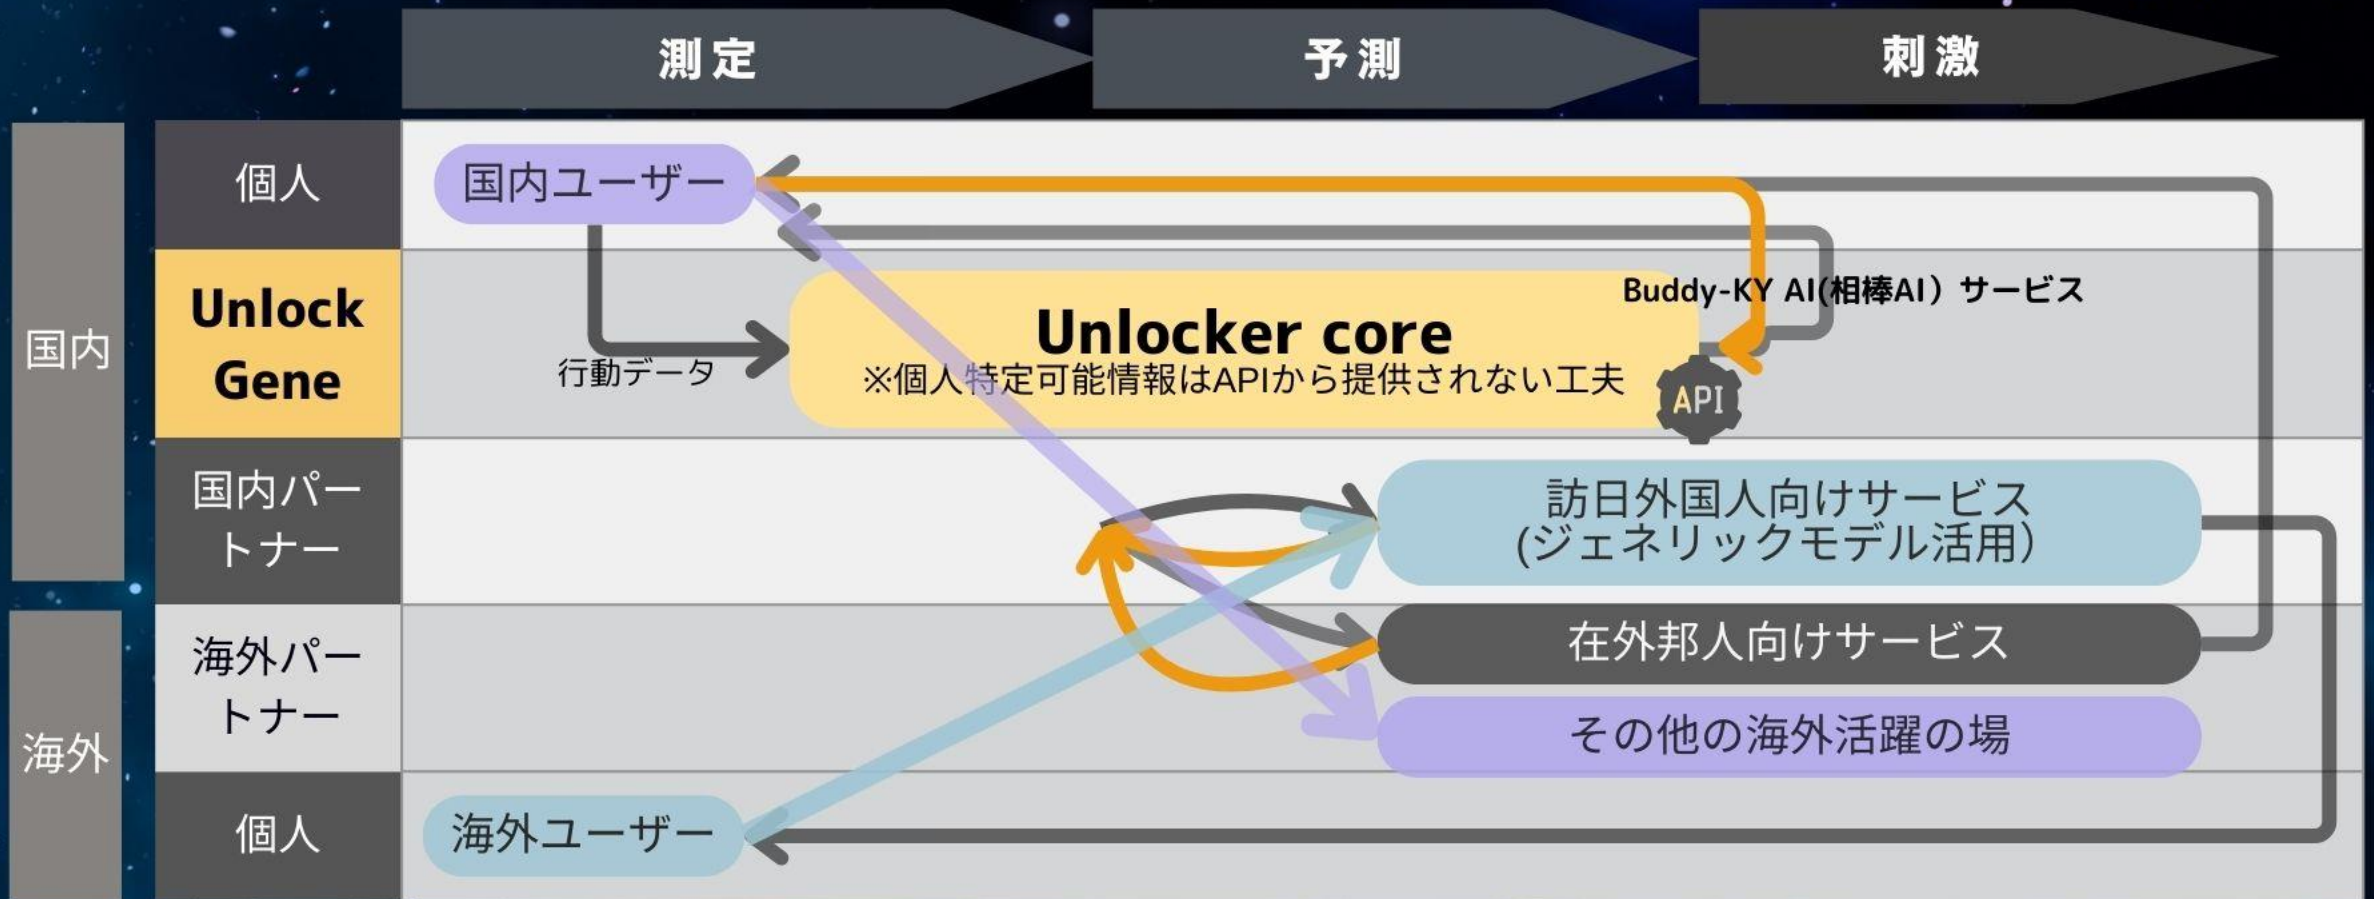 測定
予測
刺激
国内
個人
国内ユーザー
Unlock
Gene
行動データ
Unlocker core
※個人特定可能情報はAPIから提供されない工夫
Buddy-KY AI(相棒AI）サービス
API
国内パー
トナー
訪日外国人向けサービス
(ジェネリックモデル活用）
海外
海外パー
トナー
在外邦人向けサービス
その他の海外活躍の場
個人
海外ユーザー